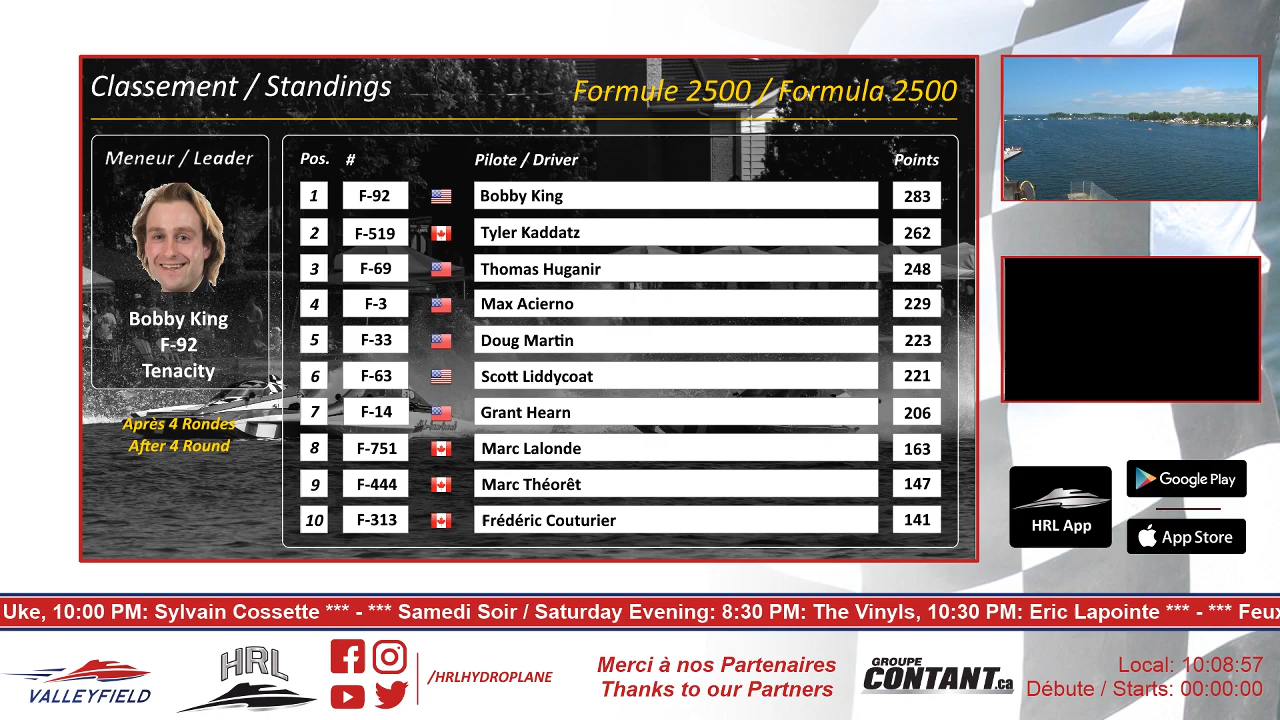 Classement / Standings
Formule 2500 / Formula 2500
Meneur / Leader
Bobby King
F-92
Tenacity
Après 4 Rondes
After 4 Round
Pos. # Pilote / Driver Points
1 F-92 Bobby King 283
2 F-519 Tyler Kaddatz 262
3 F-69 Thomas Huganir 248
4 F-3 Max Acierno 229
5 F-33 Doug Martin 223
6 F-63 Scott Liddycoat 221
7 F-14 Grant Hearn 206
8 F-751 Marc Lalonde 163
9 F-444 Marc Théorêt 147
10 F-313 Frédéric Couturier 141
HRL App
Google Play
App Store
Uke, 10:00 PM: Sylvain Cossette *** - *** Samedi Soir / Saturday Evening: 8:30 PM: The Vinyls, 10:30 PM: Eric Lapointe *** - *** Feux
VALLEYFIELD
HRL
/HRLHYDROPLANE
Merci à nos Partenaires
Thanks to our Partners
GROUPE
CONTANT.ca
Local: 10:08:57
Débute / Starts: 00:00:00